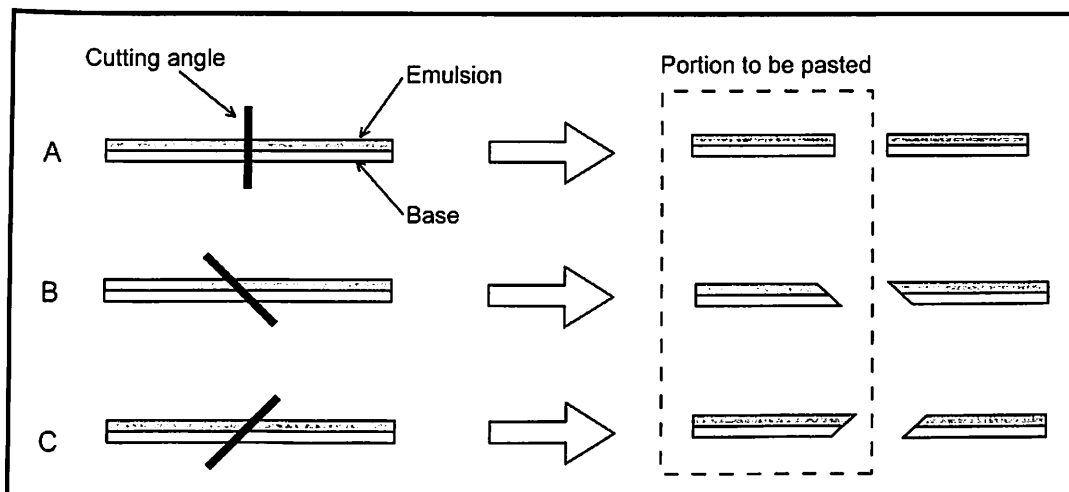 Cutting angle
Emulsion
Portion to be pasted
A
Base
B
C